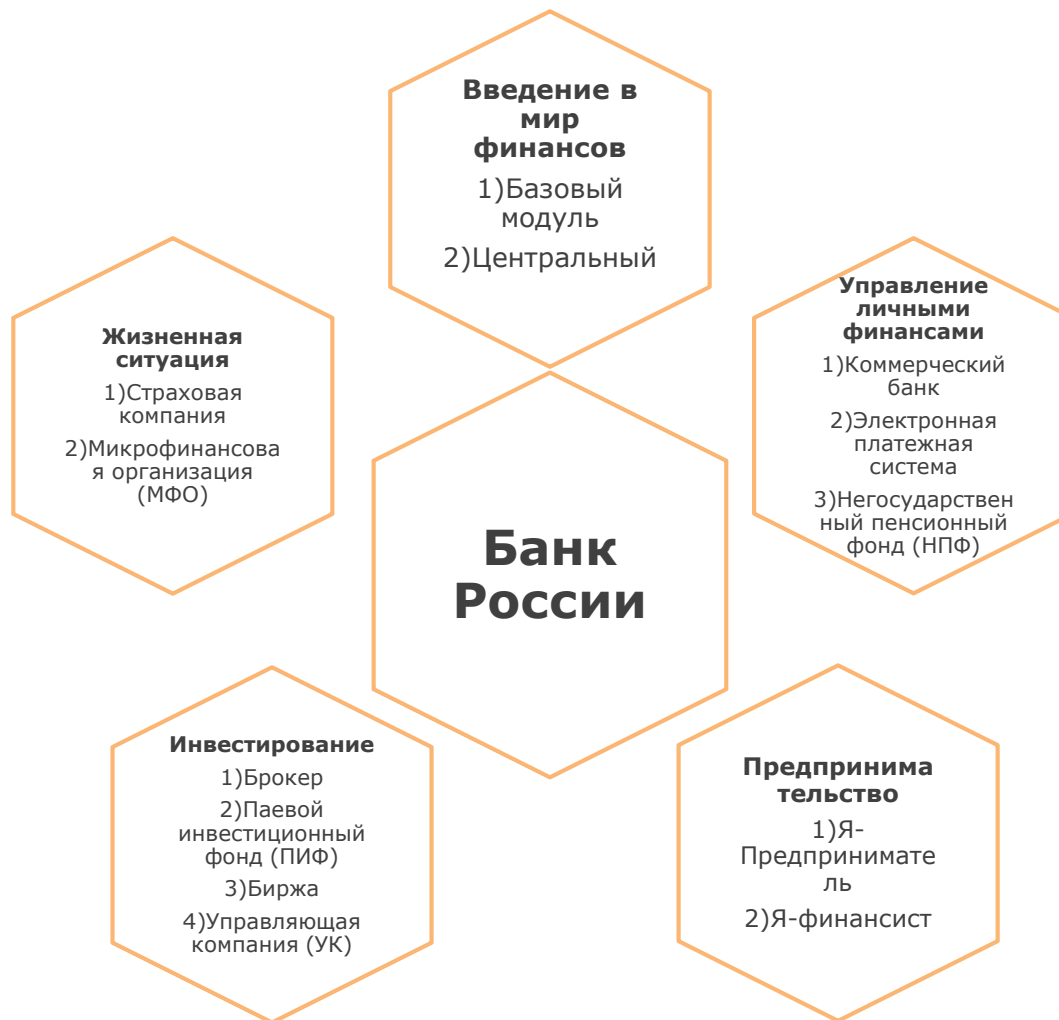 Введение в
мир
финансов
1)Базовый
модуль
2)Центральный
Жизненная
ситуация
1)Страховая
компания
2)Микрофинансова
я организация
(МФО)
Управление
личными
финансами
1)Коммерческий
банк
2)Электронная
платежная
система
3)Негосударствен
ный пенсионный
фонд (НПФ)
Банк
России
Инвестирование
1)Брокер
2)Паевой
инвестиционный
фонд (ПИФ)
3)Биржа
4)Управляющая
компания (УК)
Предпринима
тельство
1)Я-
Предпринимате
ль
2)Я-финансист